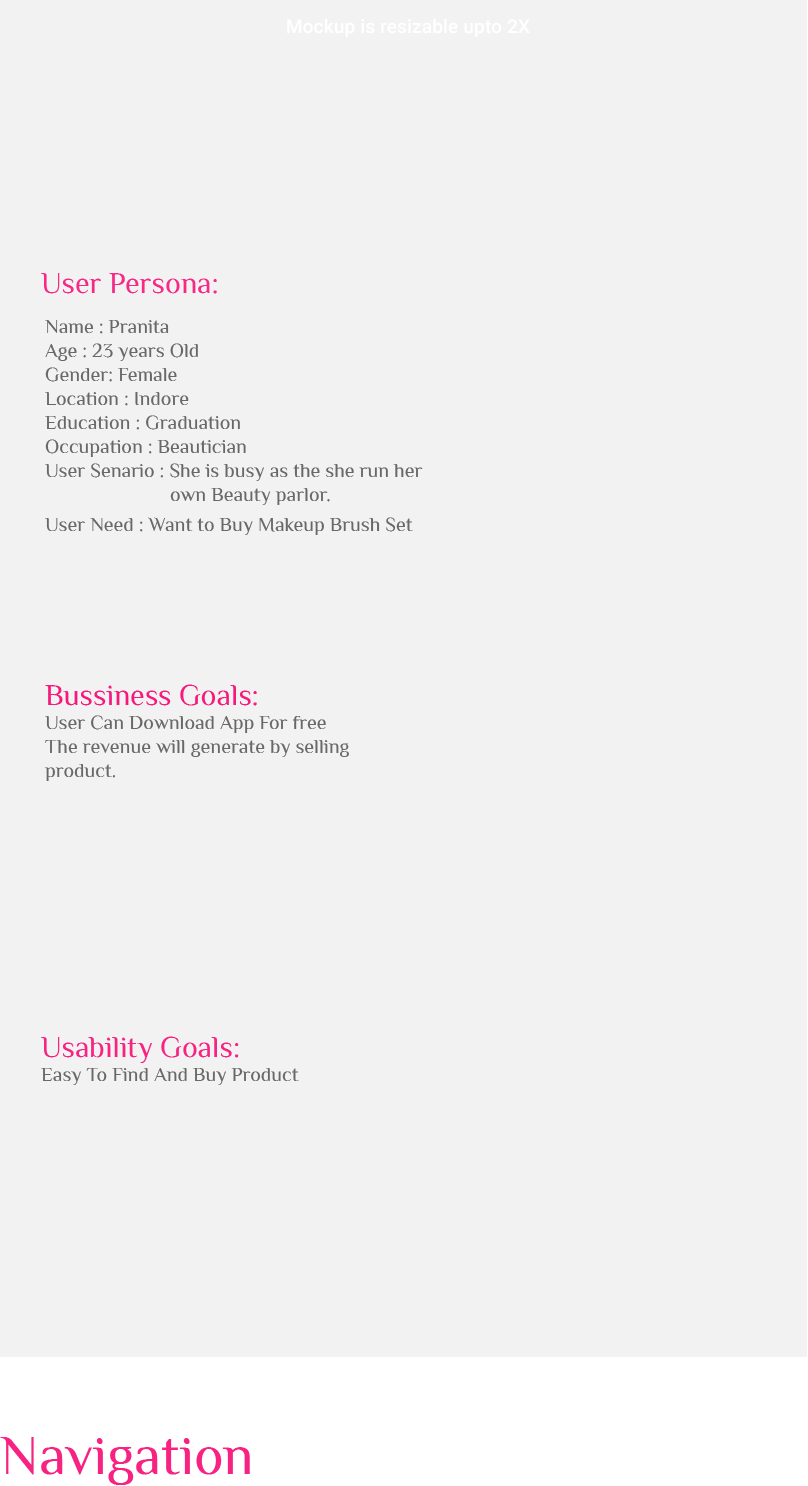 Mockup is resizable upto 2X
User Persona:
Name : Pranita
Age : 23 years Old
Gender: Female
Location : Indore
Education : Graduation
Occupation : Beautician
User Senario : She is busy as the she run her
own Beauty parlor.
User Need : Want to Buy Makeup Brush Set
Bussiness Goals:
User Can Download App For free
The revenue will generate by selling
product.
Usability Goals:
Easy To Find And Buy Product
Navigation